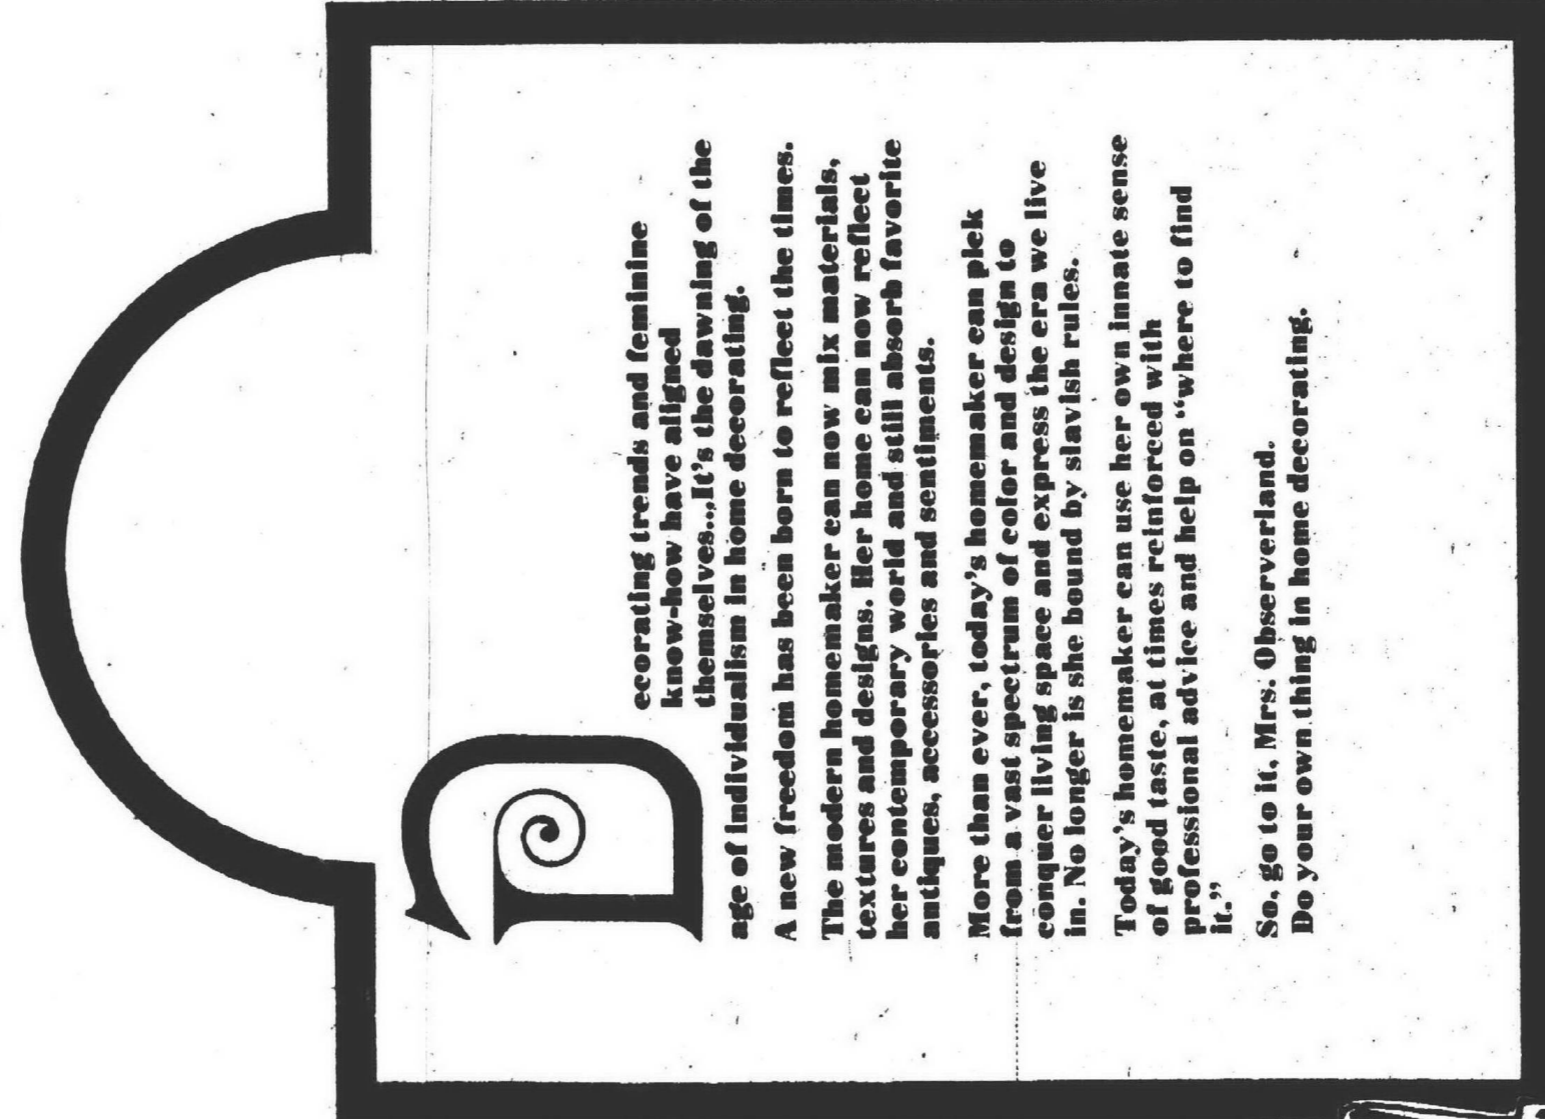 Decorating trends and feminine
know-how have aligned
themselves...It's the dawning of the
age of individualism in home decorating.
A new freedom has been born to reflect the times.
The modern homemaker can now mix materials,
textures and designs. Her home can now reflect
her contemporary world and still absorb favorite
antiques, accessories and sentiments.
More than ever, today's homemaker can pick
from a vast spectrum of color and design to
conquer living space and express the era we live
in. No longer is she bound by slavish rules.
Today's homemaker can use her own innate sense
of good taste, at times reinforced with
professional advice and help on "where to find
it."
So, go to it, Mrs. Observerland.
Do your own thing in home decorating.